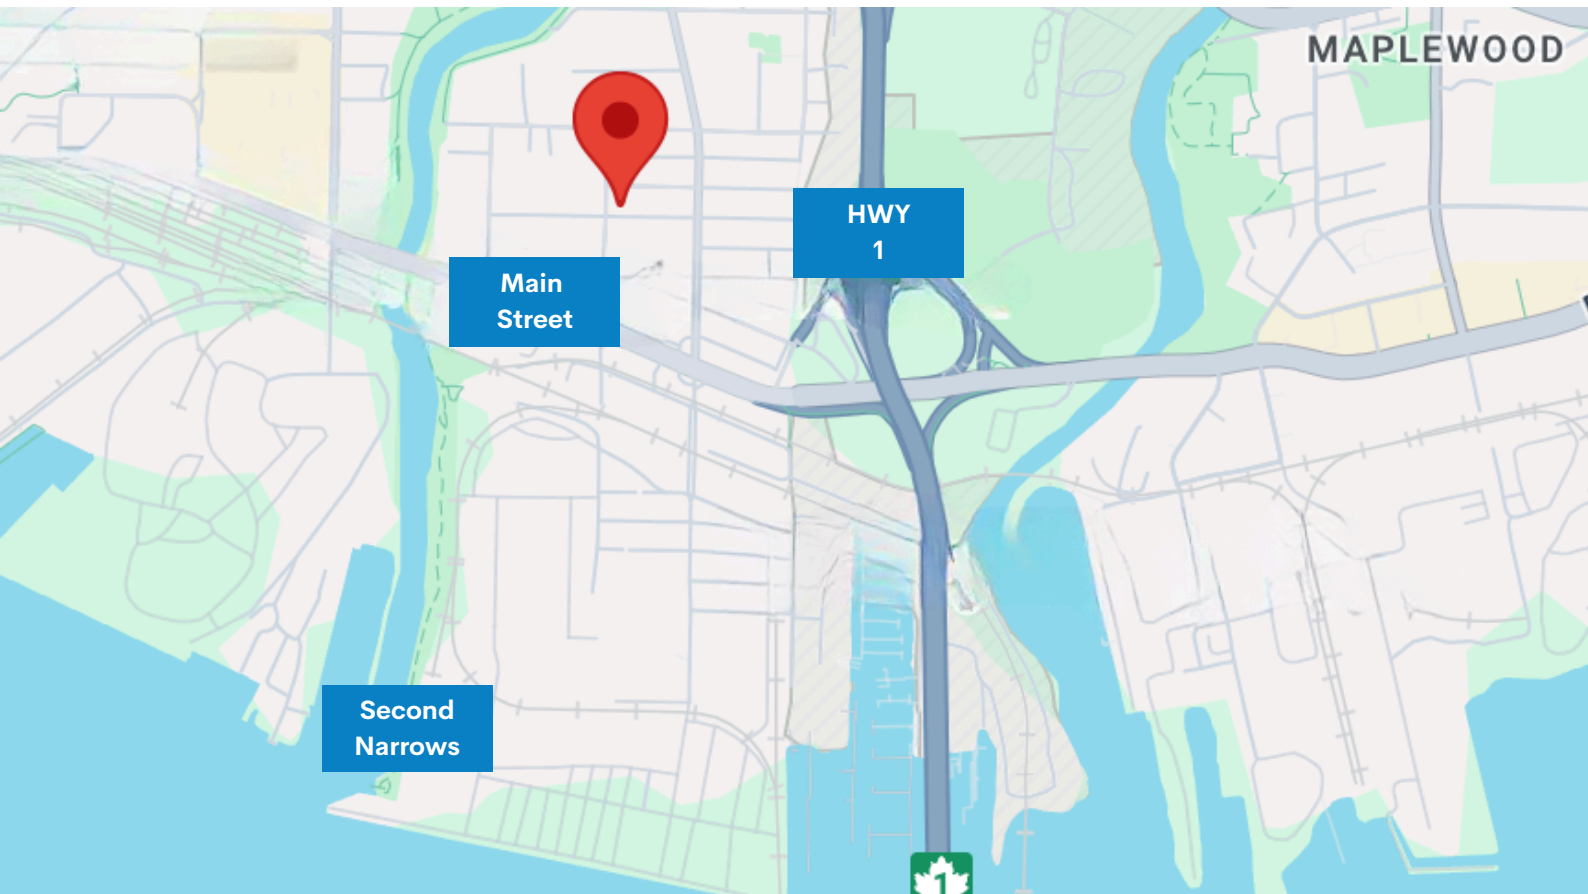 MAPLEWOOD
HWY
1
Main
Street
Second
Narrows
1